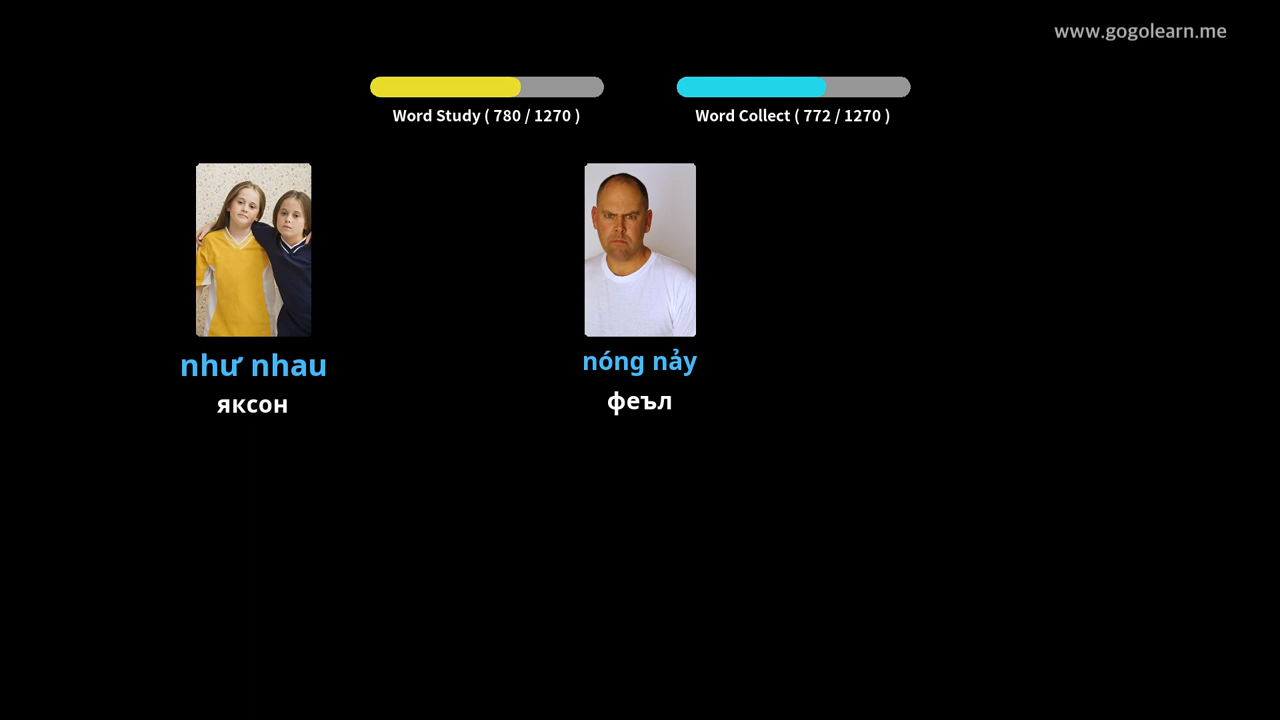 www.gogolearn.me
Word Study ( 780 / 1270 )
Word Collect ( 772 / 1270 )
như nhau
яксон
nóng nảy
феъл